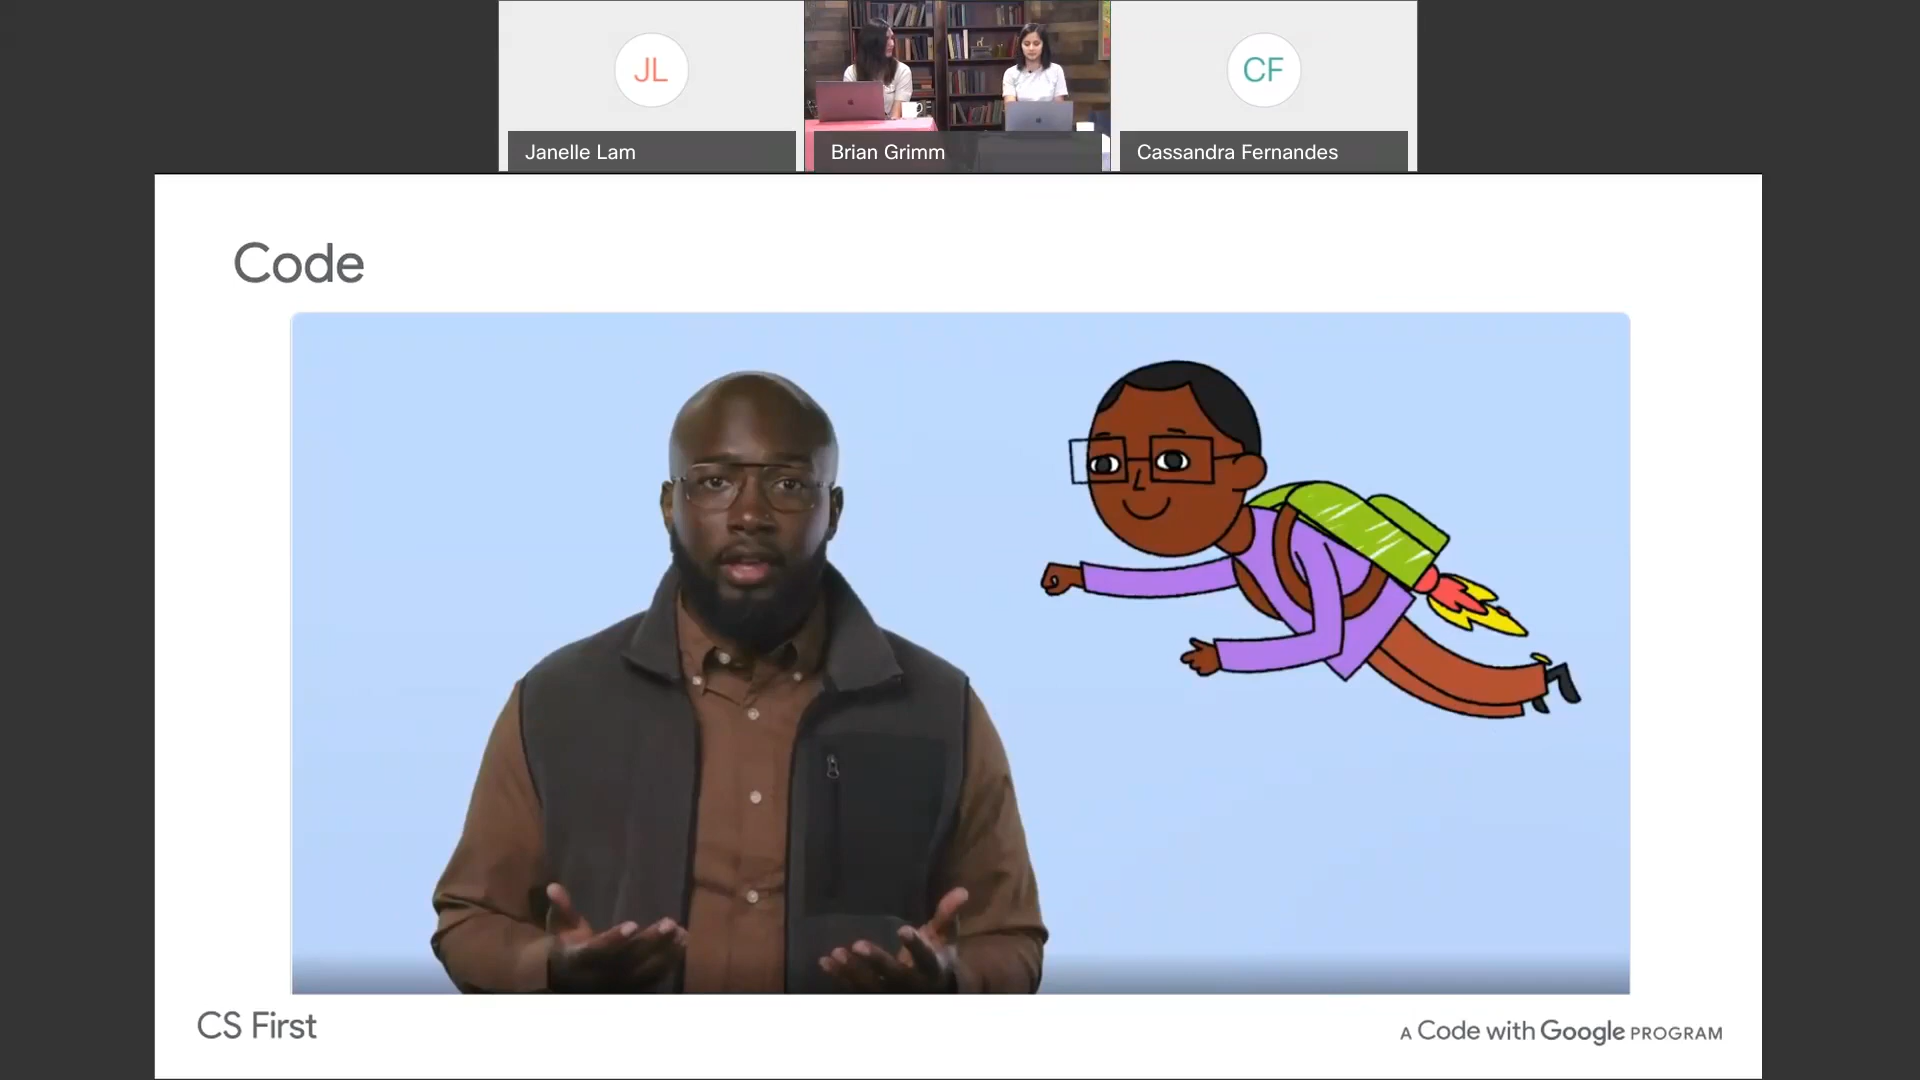 JL
CF
Janelle Lam
Brian Grimm
Cassandra Fernandes
Code
CS First
A Code with Google PROGRAM